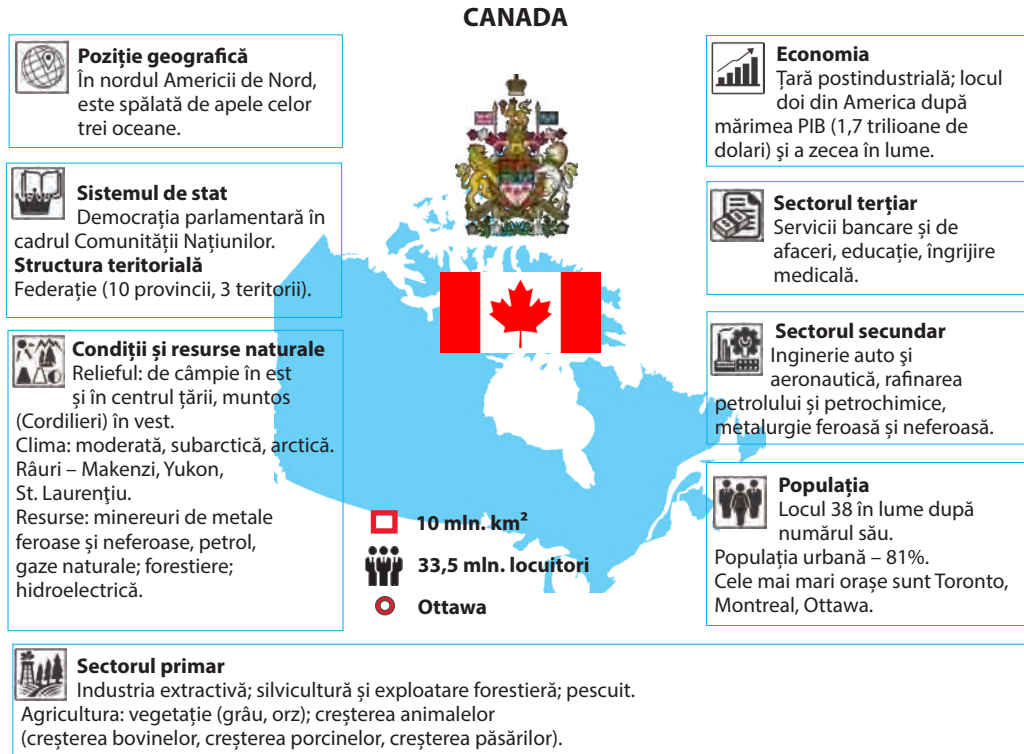 CANADA
Poziție geografică
În nordul Americii de Nord,
este spălată de apele celor
trei oceane.
Sistemul de stat
Democrația parlamentară în
cadrul Comunității Națiunilor.
Structura teritorială
Federație (10 provincii, 3 teritorii).
Condiții și resurse naturale
Relieful: de câmpie în est
și în centrul țării, muntos
(Cordilieri) în vest.
Clima: moderată, subarctică, arctică.
Râuri – Makenzi, Yukon,
St. Laurenţiu.
Resurse: minereuri de metale
feroase și neferoase, petrol,
gaze naturale; forestiere;
hidroelectrică.
10 mln. km²
33,5 mln. locuitori
Ottawa
Economia
Țară postindustrială; locul
doi din America după
mărimea PIB (1,7 trilioane de
dolari) şi a zecea în lume.
Sectorul terțiar
Servicii bancare și de
afaceri, educație, îngrijire
medicală.
Sectorul secundar
Inginerie auto şi
aeronautică, rafinarea
petrolului și petrochimice,
metalurgie feroasă și neferoasă.
Populația
Locul 38 în lume după
numărul său.
Populația urbană – 81%.
Cele mai mari orașe sunt Toronto,
Montreal, Ottawa.
Sectorul primar
Industria extractivă; silvicultură și exploatare forestieră; pescuit.
Agricultura: vegetație (grâu, orz); creșterea animalelor
(creșterea bovinelor, creșterea porcinelor, creșterea păsărilor).